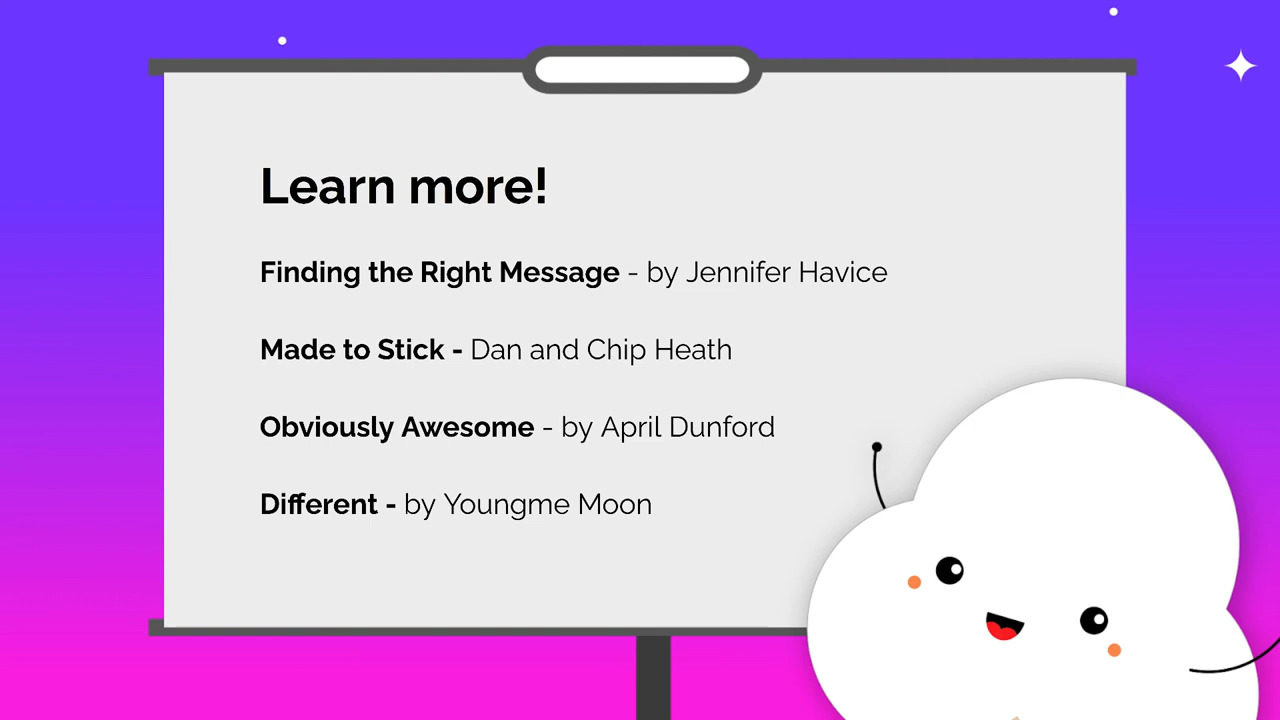 Learn more!
Finding the Right Message - by Jennifer Havice
Made to Stick - Dan and Chip Heath
Obviously Awesome - by April Dunford
Different - by Youngme Moon